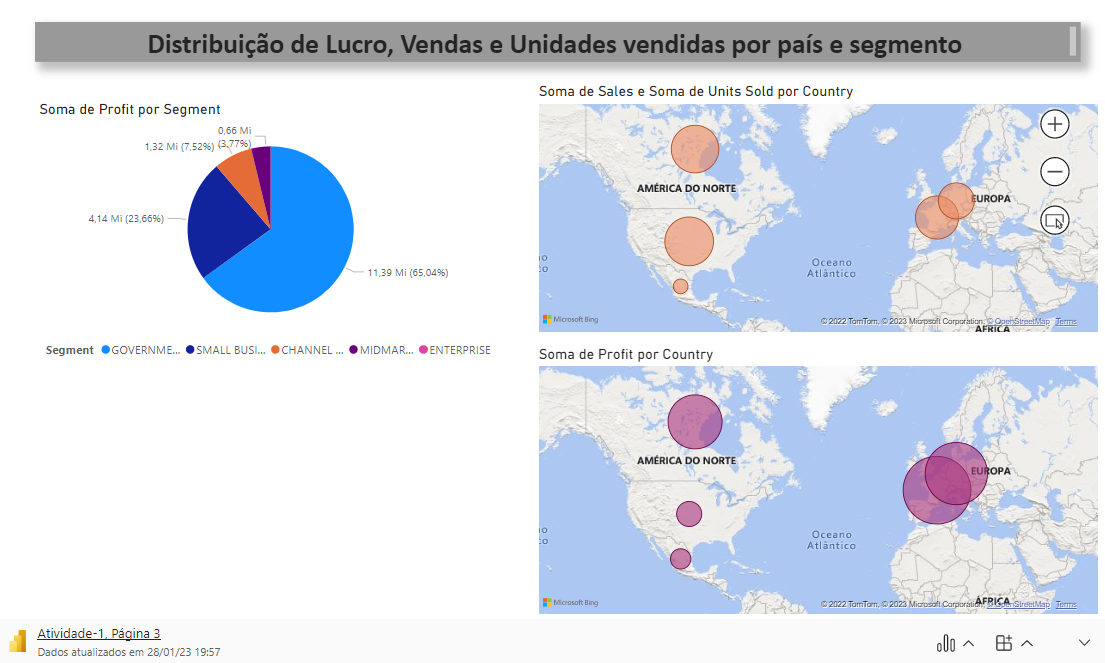 Distribuição de Lucro, Vendas e Unidades vendidas por país e segmento
Soma de Profit por Segment
0,66 Mi
(3,77%)
1,32 Mi (7,52%)
4,14 Mi (23,66%)
11,39 Mi (65,04%)
Segment GOVERNME... SMALL BUSI... CHANNEL ... MIDMAR... ENTERPRISE
Soma de Sales e Soma de Units Sold por Country
AMÉRICA DO NORTE
EUROPA
Oceano
Atlântico
ÁFRICA
Microsoft Bing
© 2022 TomTom, © 2023 Microsoft Corporation, © OpenStreetMap Terms
Soma de Profit por Country
AMÉRICA DO NORTE
EUROPA
Oceano
Atlântico
ÁFRICA
Microsoft Bing
© 2022 TomTom, © 2023 Microsoft Corporation, © OpenStreetMap Terms
Atividade-1, Página 3
Dados atualizados em 28/01/23 19:57